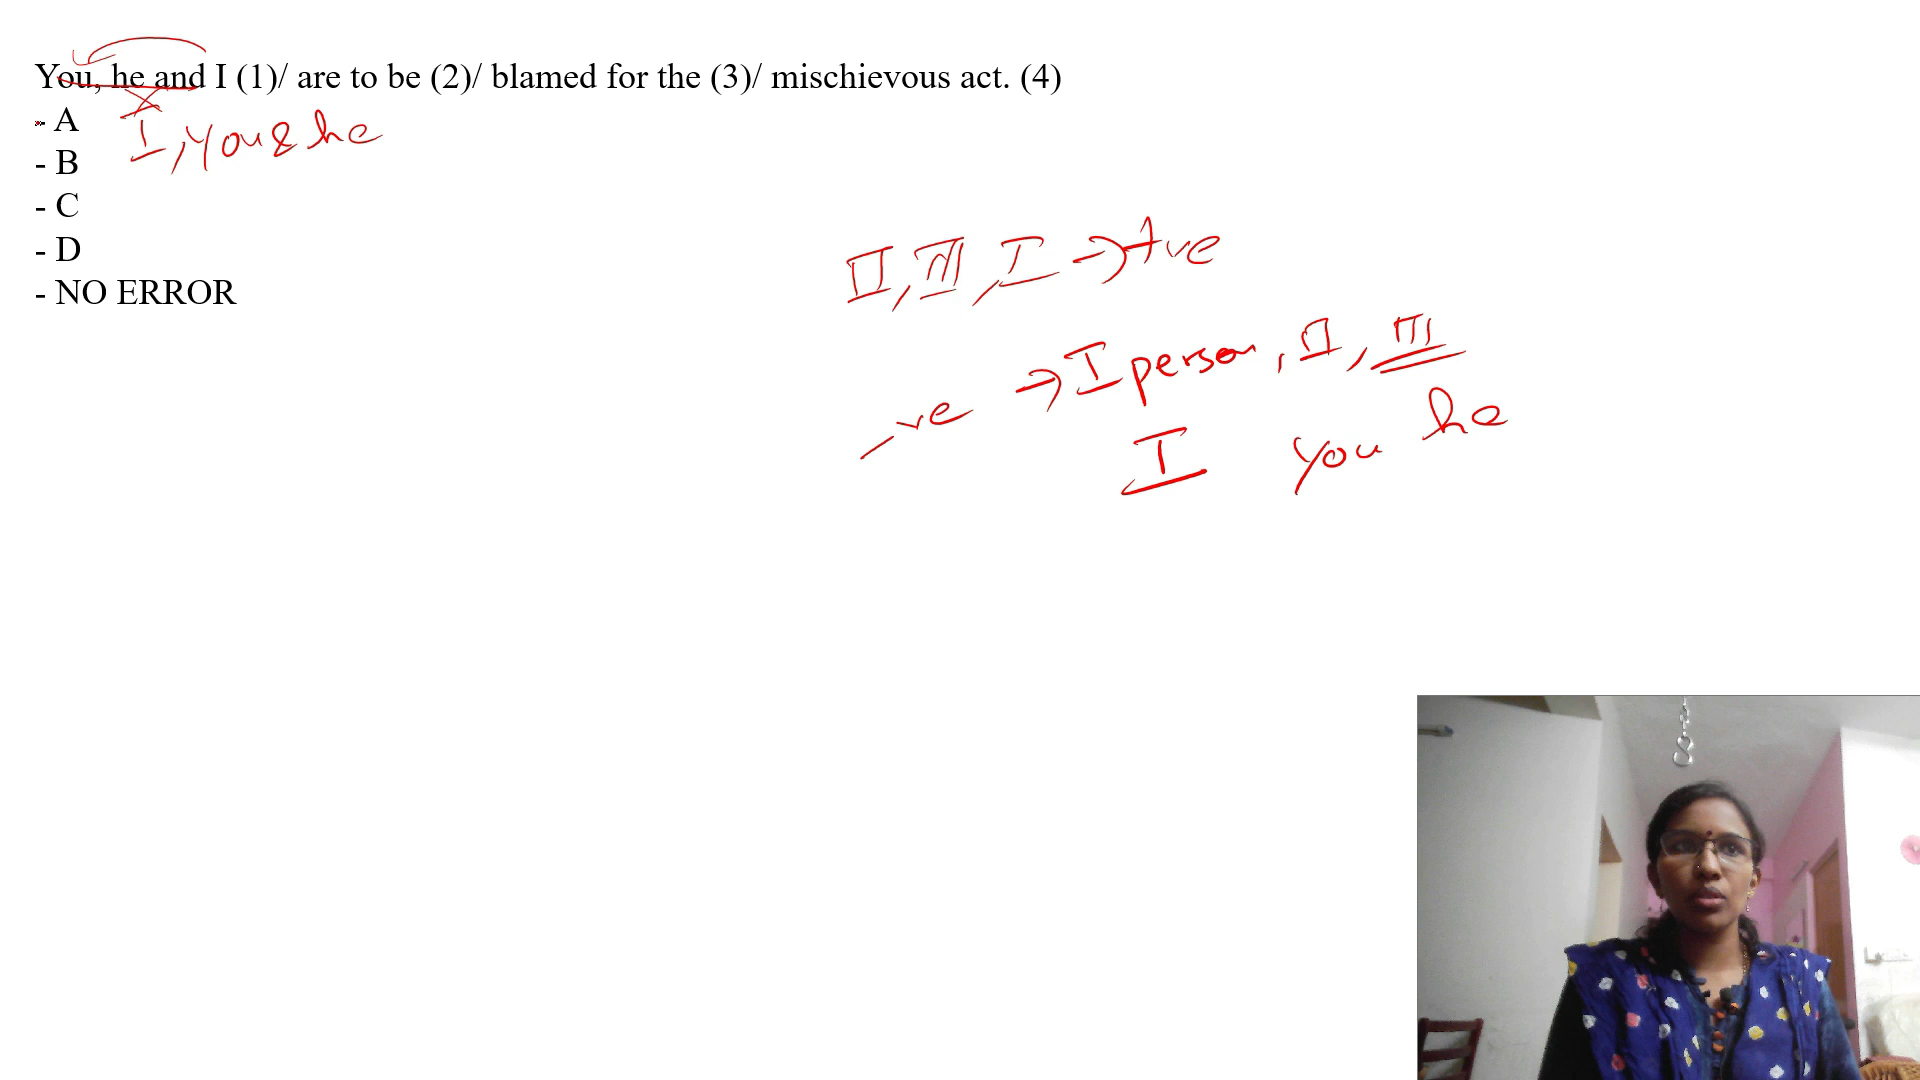 You, he and I (1)/ are to be (2)/ blamed for the (3)/ mischievous act. (4)
- A
I, you & he
- B
- C
- D
- NO ERROR
II, III, I → +ve
-ve → I person, II, III
I you he